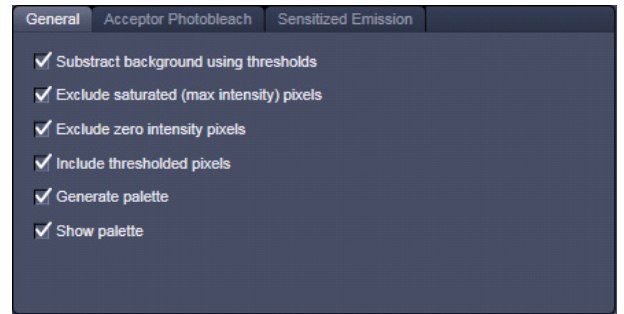 General Acceptor Photobleach Sensitized Emission
Substract background using thresholds
Exclude saturated (max intensity) pixels
Exclude zero intensity pixels
Include thresholded pixels
Generate palette
Show palette